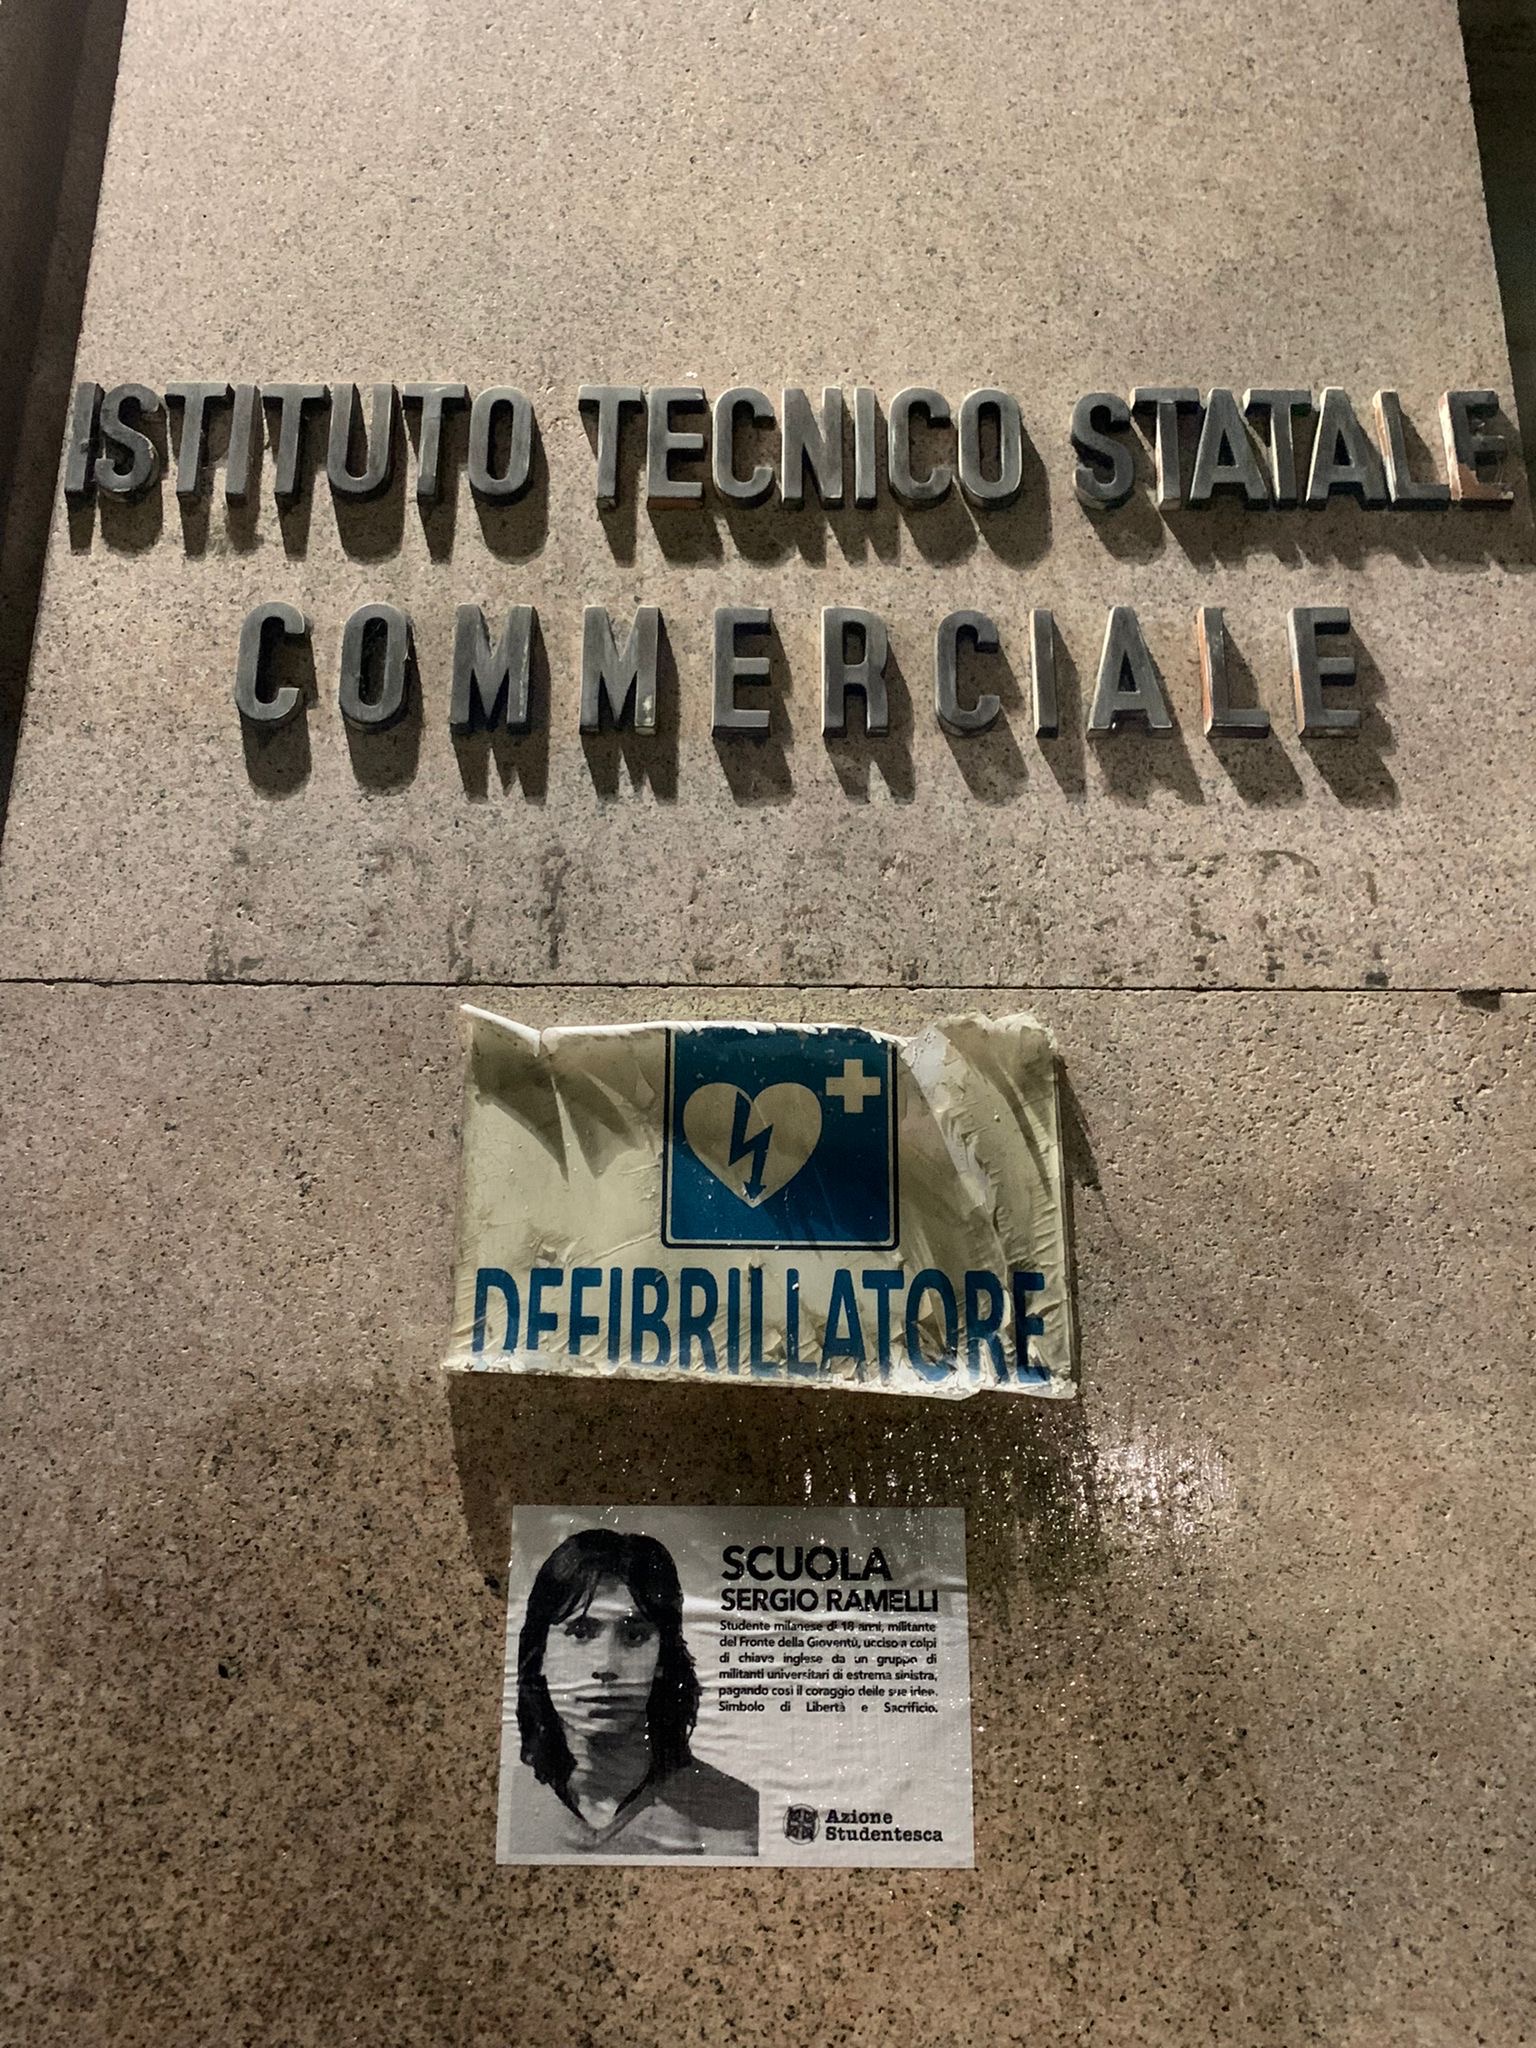 ISTITUTO TECNICO STATALE
COMMERCIALE
DEFIBRILLATORE
SCUOLA
SERGIO RAMELLI
Studente milanese di 18 anni, militante
del Fronte della Gioventù, ucciso a colpi
di chiave inglese da un gruppo di
militanti universitari di estrema sinistra,
pagando così il coraggio delle sue idee.
Simbolo di Libertà e Sacrificio.
Azione
Studentesca